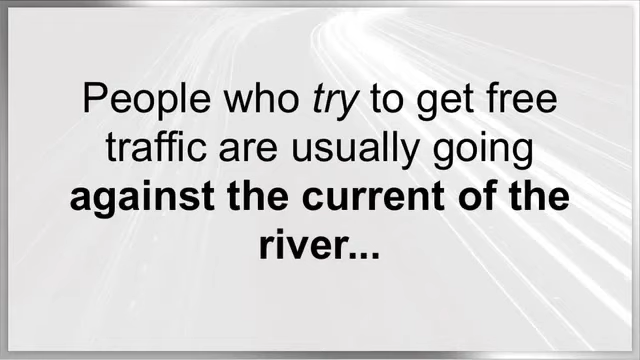 People who try to get free
traffic are usually going
against the current of the
river...